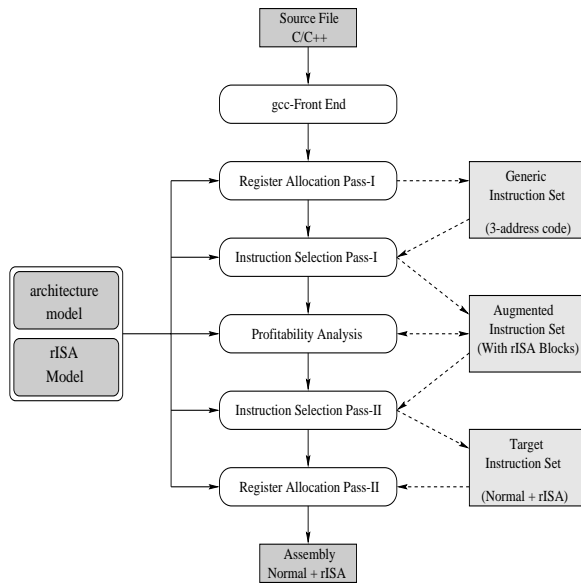 Source File
C/C++
gcc-Front End
Register Allocation Pass-I
Generic
Instruction Set
(3-address code)
Instruction Selection Pass-I
architecture
model
rISA
Model
Profitability Analysis
Augmented
Instruction Set
(With rISA Blocks)
Instruction Selection Pass-II
Target
Instruction Set
(Normal + rISA)
Register Allocation Pass-II
Assembly
Normal + rISA